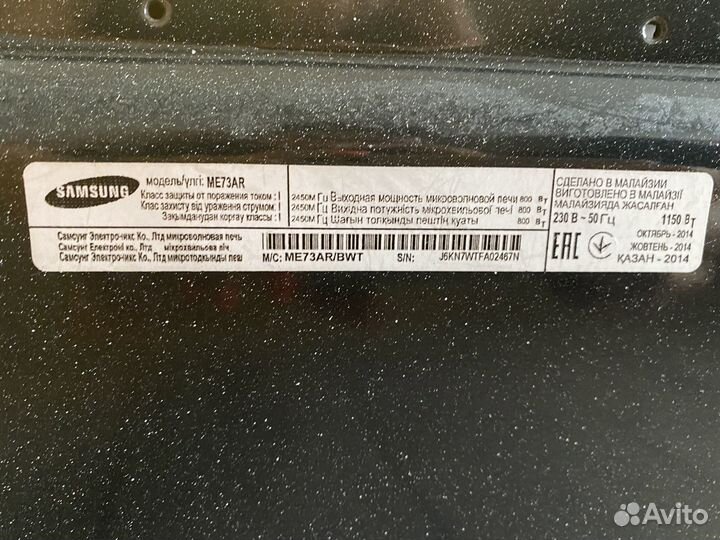 SAMSUNG
модель/үлгі: ME73AR
Класс защиты от поражения током : I
Клас захисту від ураження струмом : I
Зақымданудан қорғау классы : I
2450М Гц Выходная мощность микроволновой печи 800 Вт
2450М Гц Вихідна потужність мікрохвильової печі 800 Вт
2450М Гц Шағын толқынды пештің қуаты 800 Вт
Самсунг Электроникс Ко., Лтд микроволновая печь
Самсунг Електронікс Ко., Лтд мікрохвильова піч
Самсунг Электроникс Ко., Лтд микротолқынды пеш
M/C: ME73AR/BWT S/N: J6KN7WTFA02467N
СДЕЛАНО В МАЛАЙЗИИ
ВИГОТОВЛЕНО В МАЛАЙЗІЇ
МАЛАЙЗИЯДА ЖАСАЛҒАН
230 В ~ 50 Гц 1150 Вт
EAC
ОКТЯБРЬ - 2014
ЖОВТЕНЬ - 2014
ҚАЗАН - 2014
Avito